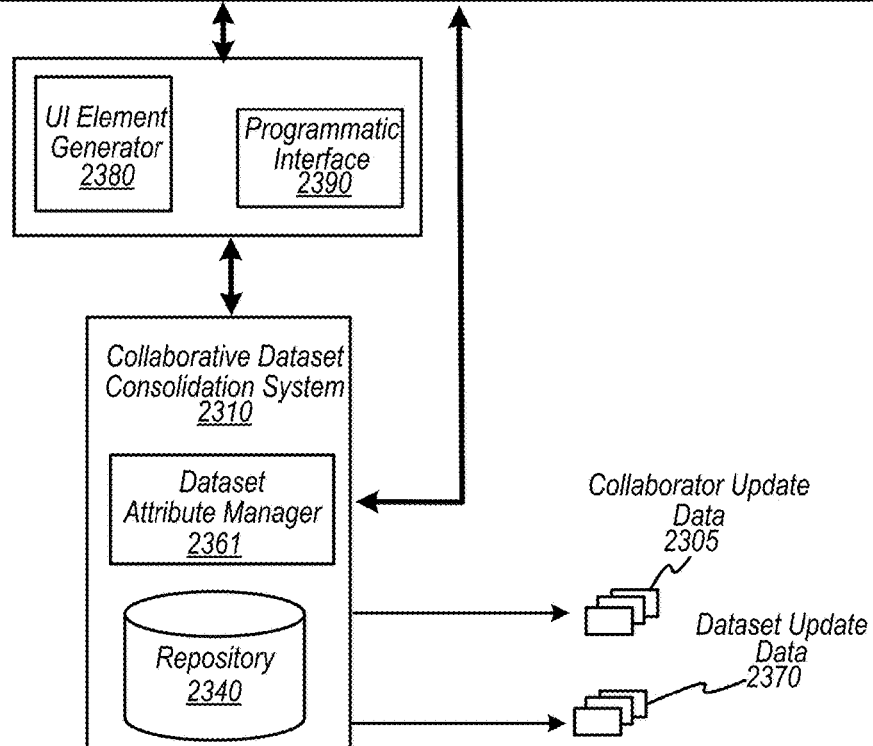 UI Element
Generator
2380
Programmatic
Interface
2390
Collaborative Dataset
Consolidation System
2310
Dataset
Attribute Manager
2361
Repository
2340
Collaborator Update
Data
2305
Dataset Update
Data
2370